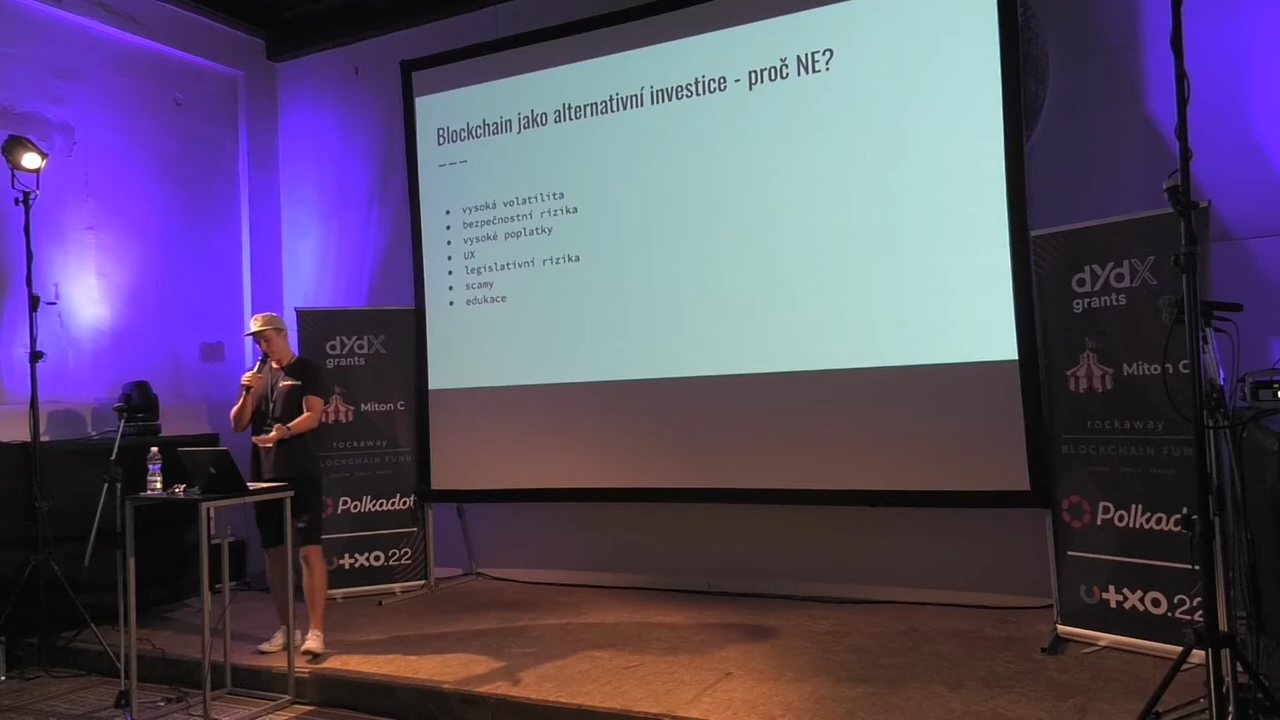 Blockchain jako alternativní investice - proč NE?
---
● vysoká volatilita
● bezpečnostní rizika
● vysoké poplatky
● UX
● legislativní rizika
● scamy
● edukace
dYdX
grants
Miton C
rockaway
BLOCKCHAIN FUND
Polkadot
utxo.22
dYdX
grants
Miton C
rockaway
BLOCKCHAIN FUN
Polkad
utxo.22